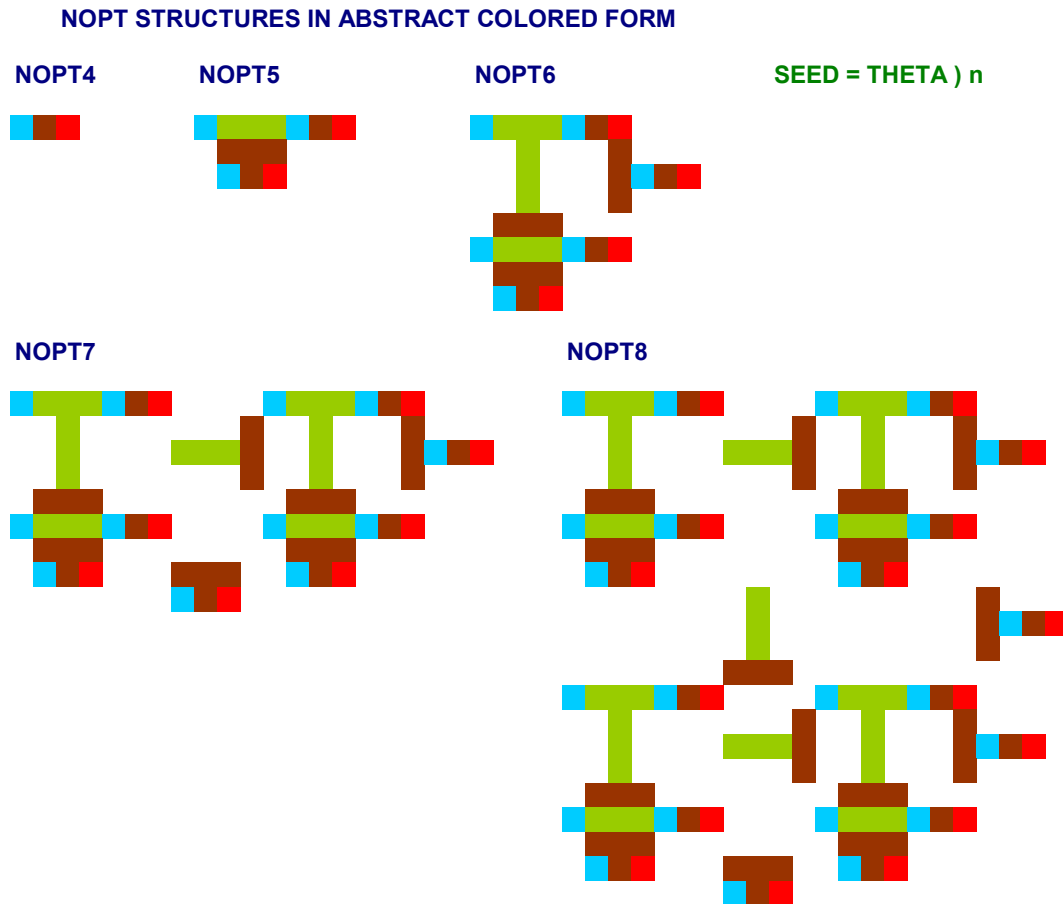 NOPT STRUCTURES IN ABSTRACT COLORED FORM
NOPT4 NOPT5 NOPT6 SEED = THETA ) n
NOPT7 NOPT8